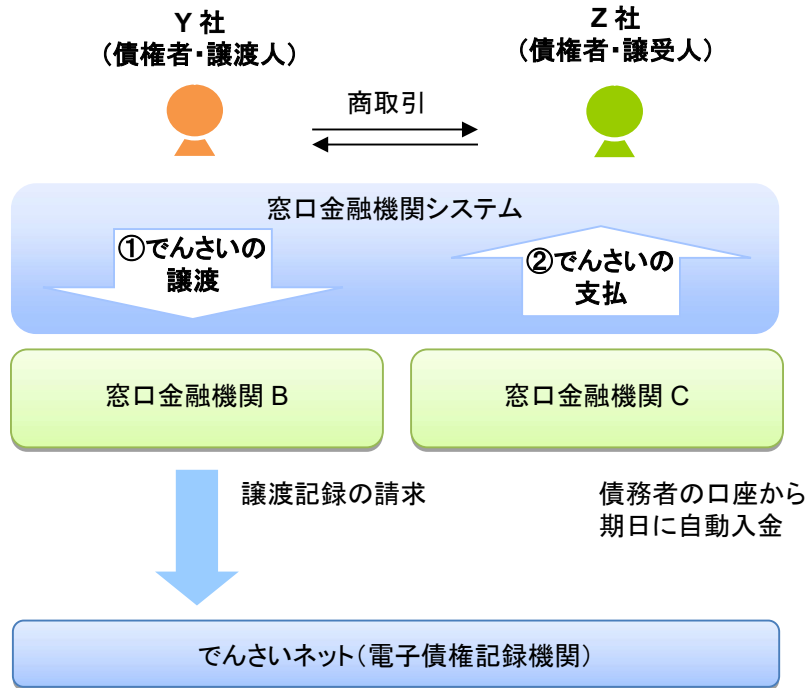 Y 社
（債権者・譲渡人）
Z 社
（債権者・譲受人）
商取引
窓口金融機関システム
①でんさいの
譲渡
②でんさいの
支払
窓口金融機関 B
窓口金融機関 C
譲渡記録の請求
債務者の口座から
期日に自動入金
でんさいネット（電子債権記録機関）